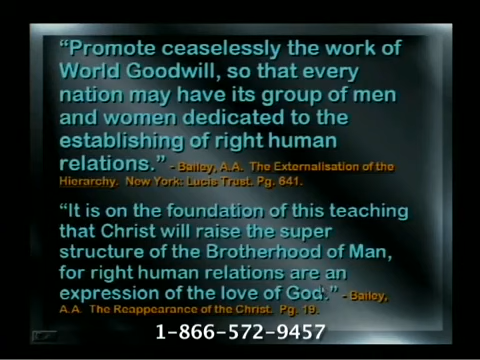 “Promote ceaselessly the work of
World Goodwill, so that every
nation may have its group of men
and women dedicated to the
establishing of right human
relations.” - Bailey, A.A. The Externalisation of the
Hierarchy. New York: Lucis Trust. Pg. 641.
“It is on the foundation of this teaching
that Christ will raise the super
structure of the Brotherhood of Man,
for right human relations are an
expression of the love of God.” - Bailey,
A.A. The Reappearance of the Christ. Pg. 19.
1-866-572-9457